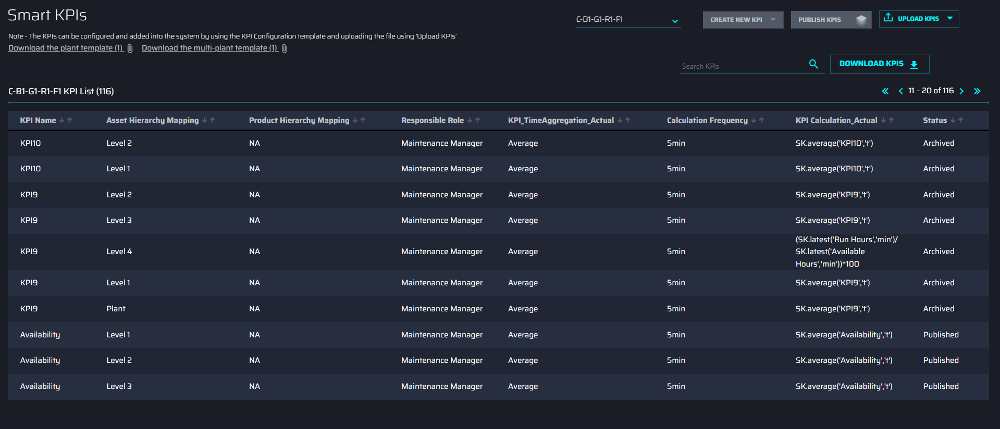 Smart KPIs
C-B1-G1-R1-F1
CREATE NEW KPI
PUBLISH KPIS
UPLOAD KPIS
Note - The KPIs can be configured and added into the system by using the KPI Configuration template and uploading the file using 'Upload KPIs'
Download the plant template (1) Download the multi-plant template (1)
Search KPIs
DOWNLOAD KPIS
C-B1-G1-R1-F1 KPI List (116)
11 – 20 of 116
KPI Name Asset Hierarchy Mapping Product Hierarchy Mapping Responsible Role KPI_TimeAggregation_Actual Calculation Frequency KPI Calculation_Actual Status
KPI10 Level 2 NA Maintenance Manager Average 5min SK.average('KPI10','t') Archived
KPI10 Level 1 NA Maintenance Manager Average 5min SK.average('KPI10','t') Archived
KPI9 Level 2 NA Maintenance Manager Average 5min SK.average('KPI9','t') Archived
KPI9 Level 3 NA Maintenance Manager Average 5min SK.average('KPI9','t') Archived
KPI9 Level 4 NA Maintenance Manager Average 5min (SK.latest('Run Hours','min')/
SK.latest('Available
Hours','min'))*100 Archived
KPI9 Level 1 NA Maintenance Manager Average 5min SK.average('KPI9','t') Archived
KPI9 Plant NA Maintenance Manager Average 5min SK.average('KPI9','t') Archived
Availability Level 1 NA Maintenance Manager Average 5min SK.average('Availability','t') Published
Availability Level 2 NA Maintenance Manager Average 5min SK.average('Availability','t') Published
Availability Level 3 NA Maintenance Manager Average 5min SK.average('Availability','t') Published